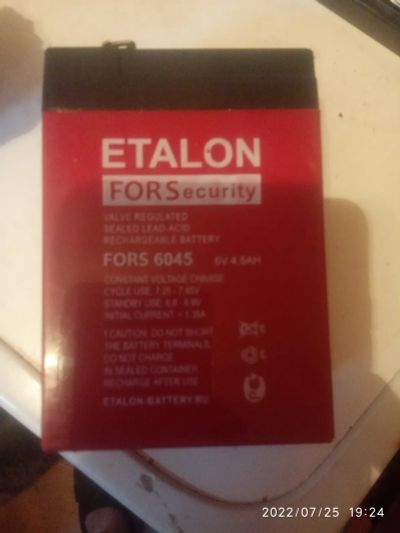 ETALON
FORSecurity
VALVE REGULATED
SEALED LEAD-ACID
RECHARGEABLE BATTERY
FORS 6045 6V 4.5AH
CONSTANT VOLTAGE CHARGE
CYCLE USE: 7.25 - 7.45V
STANDBY USE: 6.8 - 6.9V
INITIAL CURRENT < 1.35A
! CAUTION: DO NOT SHORT
THE BATTERY TERMINALS,
DO NOT CHARGE
IN SEALED CONTAINER,
RECHARGE AFTER USE
ETALON-BATTERY.RU
2022/07/25 19:24